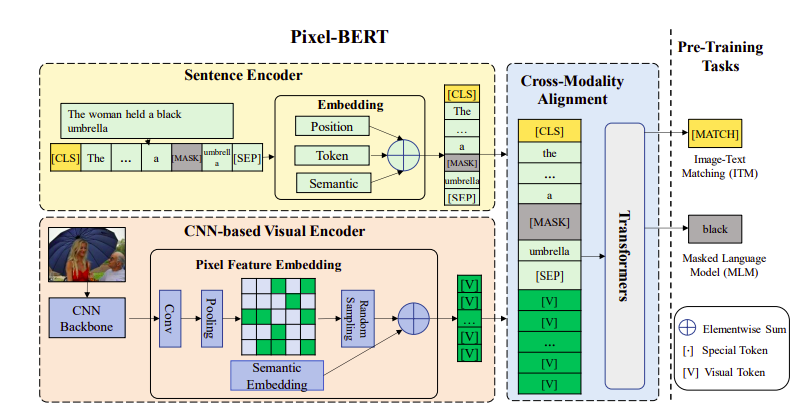 Pixel-BERT
Sentence Encoder
The woman held a black
umbrella
[CLS]
The
...
a
[MASK]
umbrell
a
[SEP]
Embedding
Position
Token
Semantic
[CLS]
The
...
a
[MASK]
umbrella
[SEP]
CNN-based Visual Encoder
CNN
Backbone
Pixel Feature Embedding
Conv
Pooling
Random
Sampling
Semantic
Embedding
[V]
[V]
...
[V]
[V]
Cross-Modality
Alignment
[CLS]
the
...
a
[MASK]
umbrella
[SEP]
[V]
[V]
...
[V]
[V]
Transformers
Pre-Training
Tasks
[MATCH]
Image-Text
Matching (ITM)
black
Masked Language
Model (MLM)
Elementwise Sum
[·] Special Token
[V] Visual Token